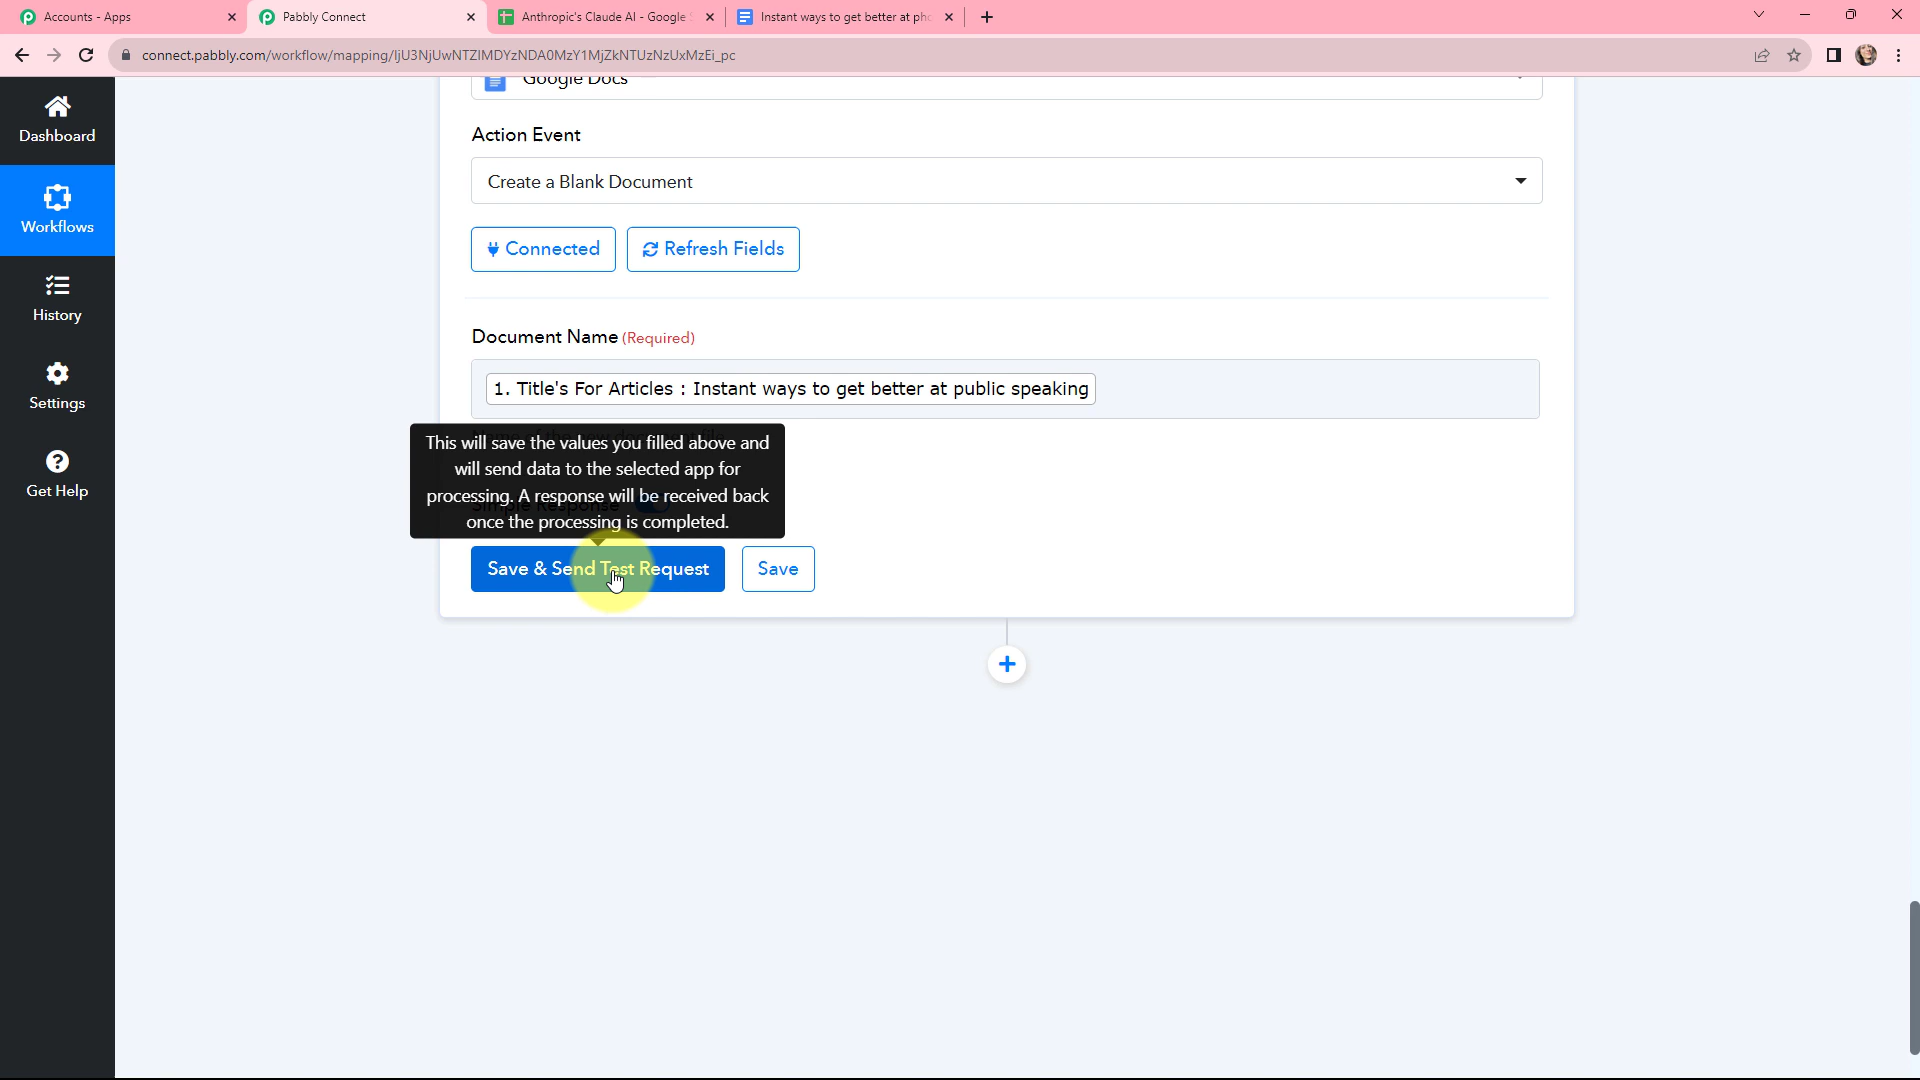 Accounts - Apps
Pabbly Connect
Anthropic's Claude AI - Google
Instant ways to get better at
connect.pabbly.com/workflow/mapping/IjU3NjUwNTZlMDYzNDA0MzY1MjZkNTUzNzUxMzEi_pc
Google Docs
Dashboard
Action Event
Create a Blank Document
Workflows
Connected
Refresh Fields
History
Document Name (Required)
1. Title's For Articles : Instant ways to get better at public speaking
Settings
This will save the values you filled above and
will send data to the selected app for
processing. A response will be received back
once the processing is completed.
Get Help
Simple Response
Save & Send Test Request
Save